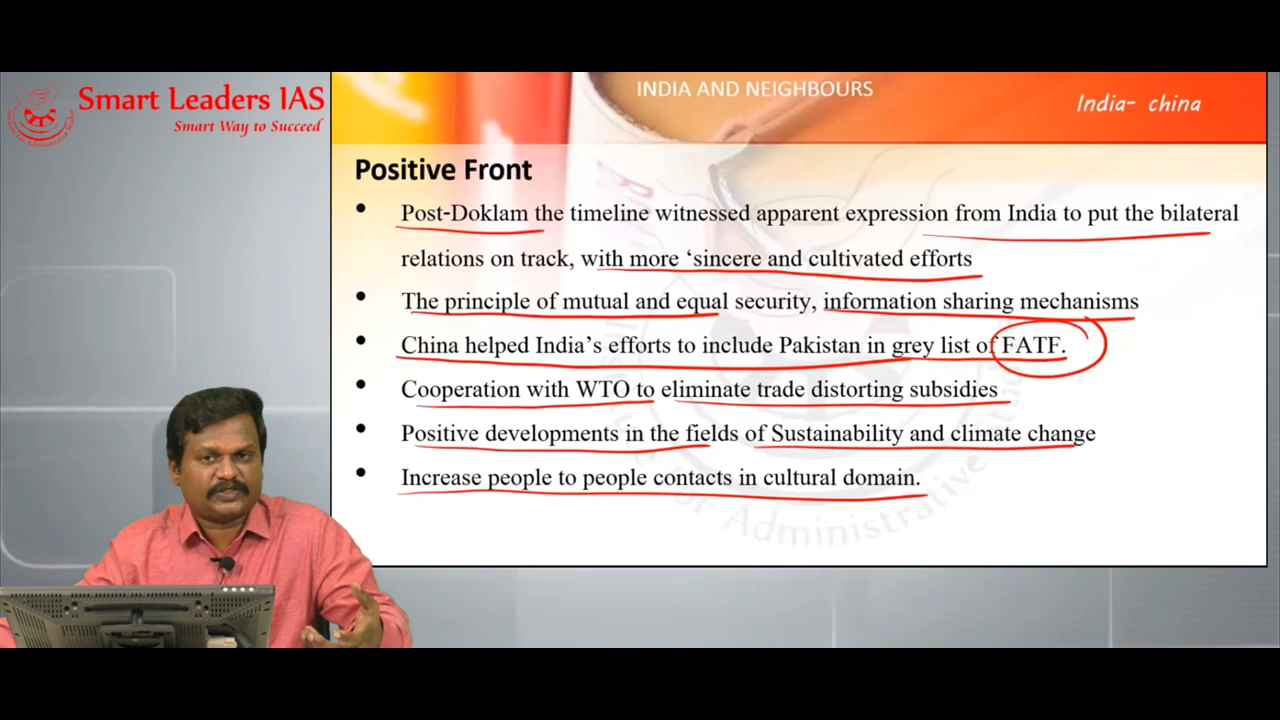 Smart Leaders IAS
Smart Way to Succeed
INDIA AND NEIGHBOURS
India- china
Positive Front
• Post-Doklam the timeline witnessed apparent expression from India to put the bilateral
relations on track, with more ‘sincere and cultivated efforts
• The principle of mutual and equal security, information sharing mechanisms
• China helped India’s efforts to include Pakistan in grey list of FATF.
• Cooperation with WTO to eliminate trade distorting subsidies
• Positive developments in the fields of Sustainability and climate change
• Increase people to people contacts in cultural domain.